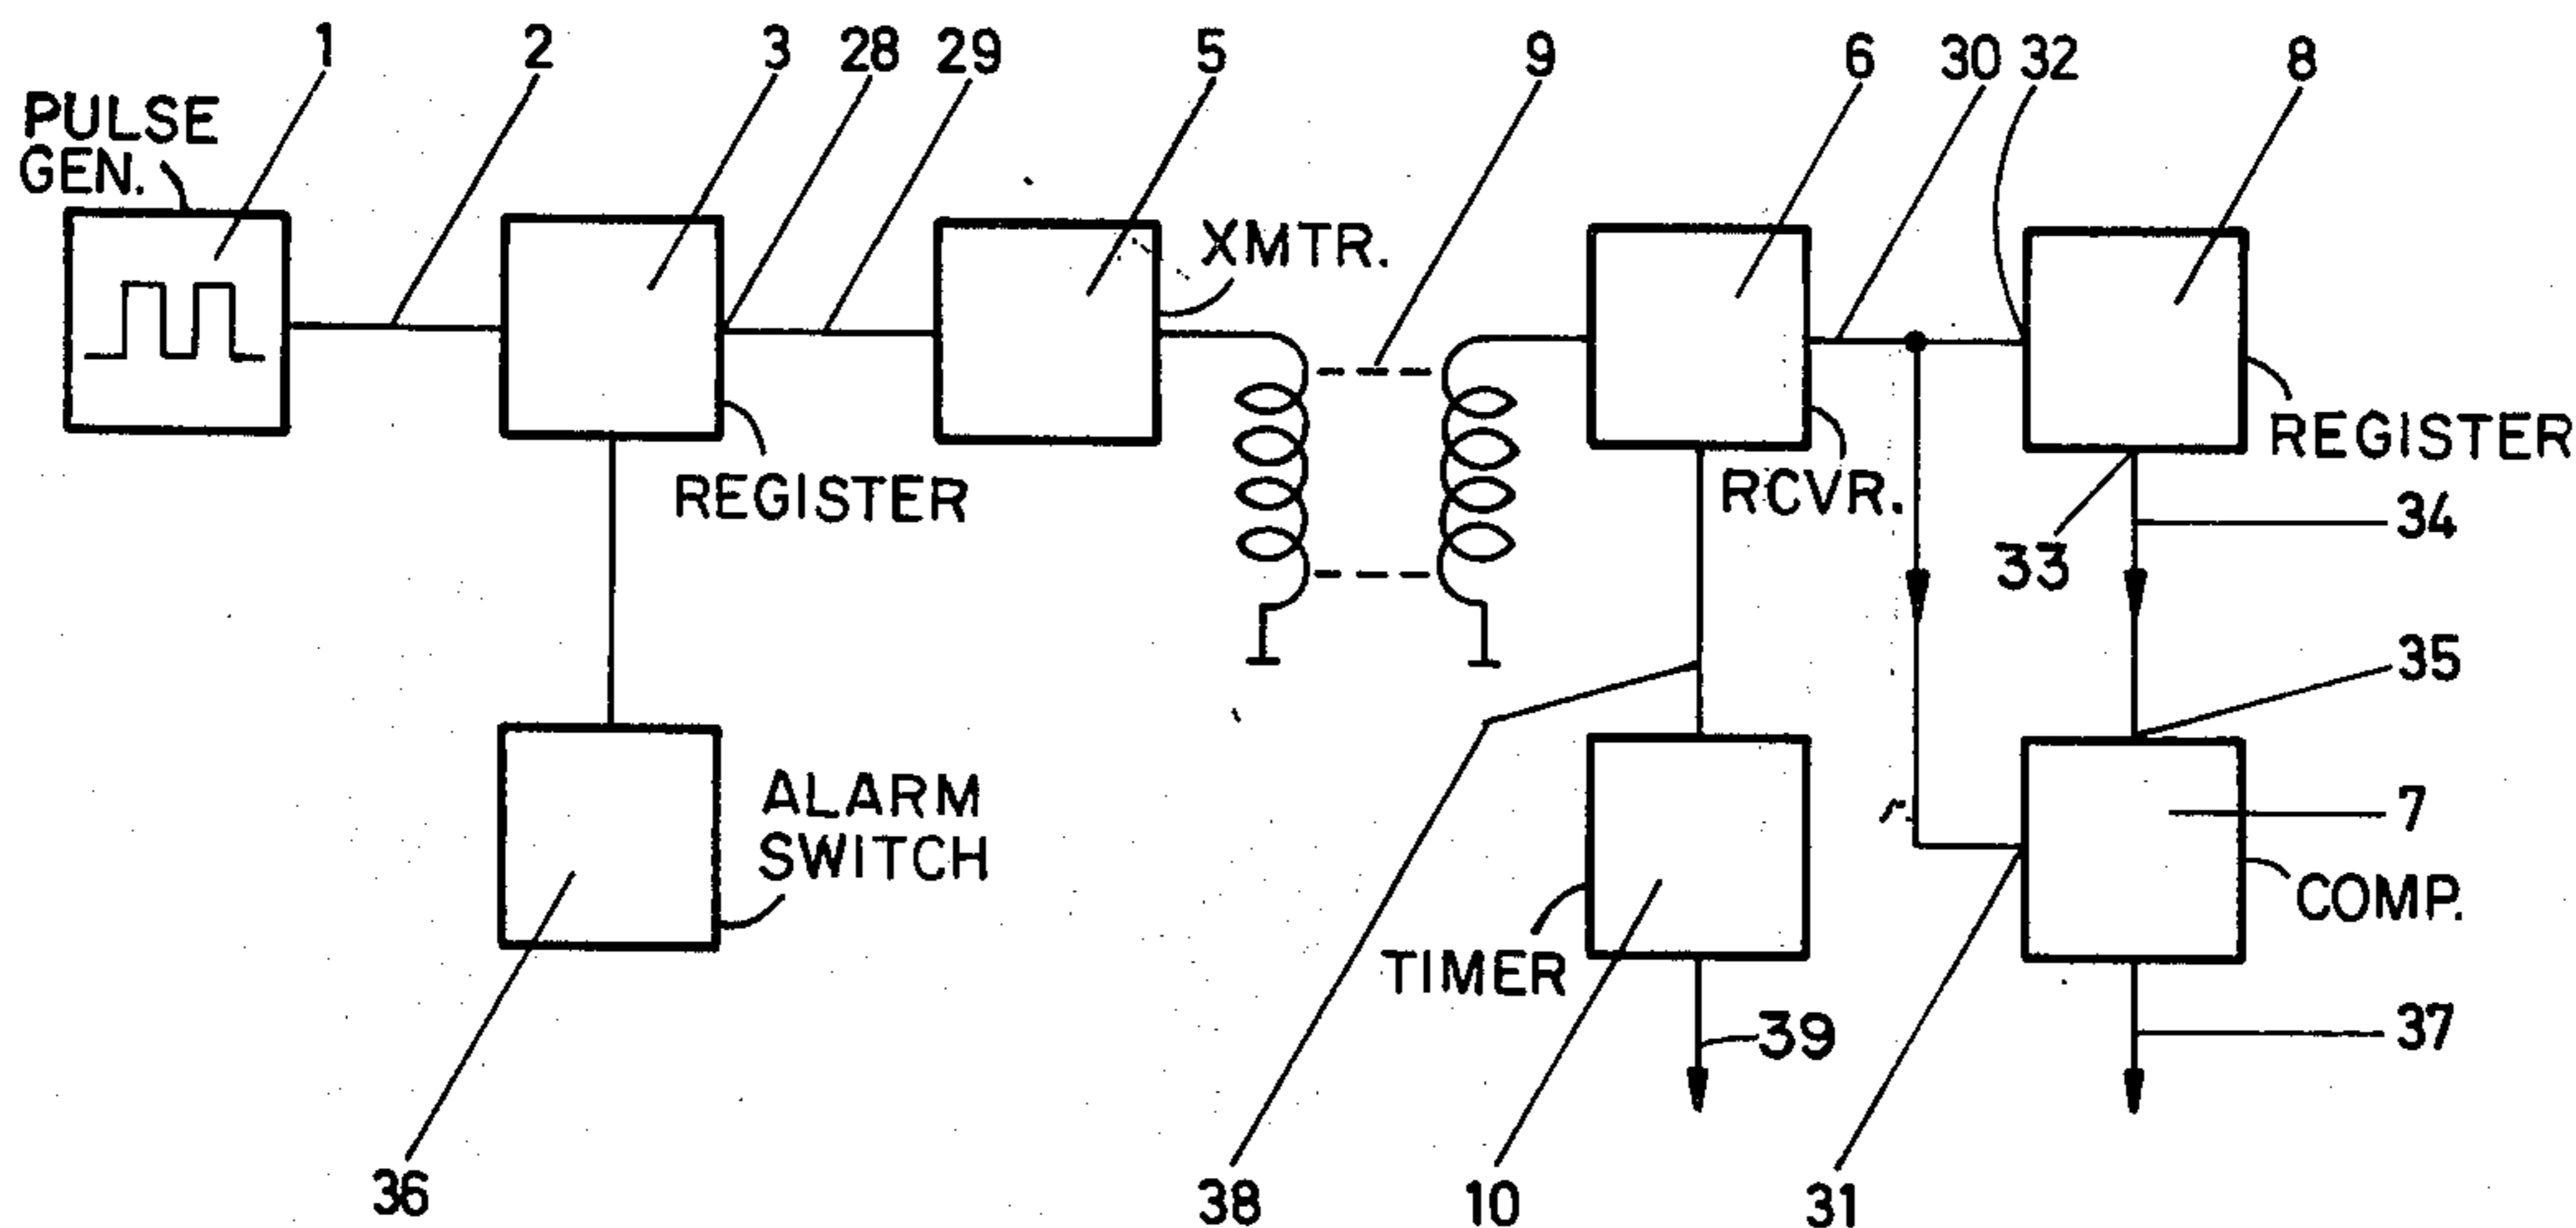 1 2 3 28 29 5 9 6 30 32 8
PULSE
GEN.
XMTR.
REGISTER
REGISTER
RCVR.
34
33
35
ALARM
SWITCH
7
COMP.
TIMER
39
37
36 38 10 31